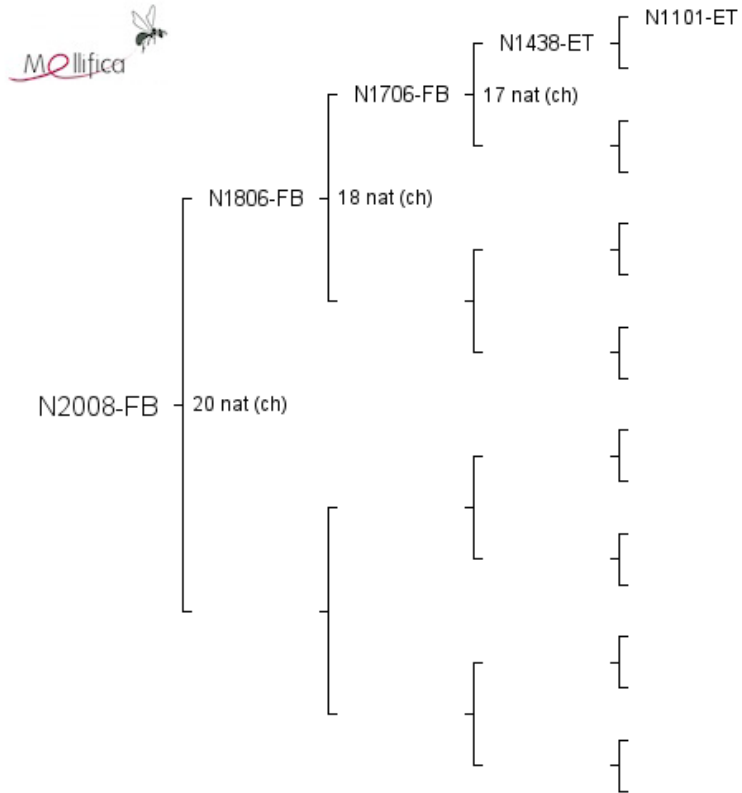 Mellifica
N1101-ET
N1438-ET
N1706-FB
17 nat (ch)
N1806-FB
18 nat (ch)
N2008-FB
20 nat (ch)